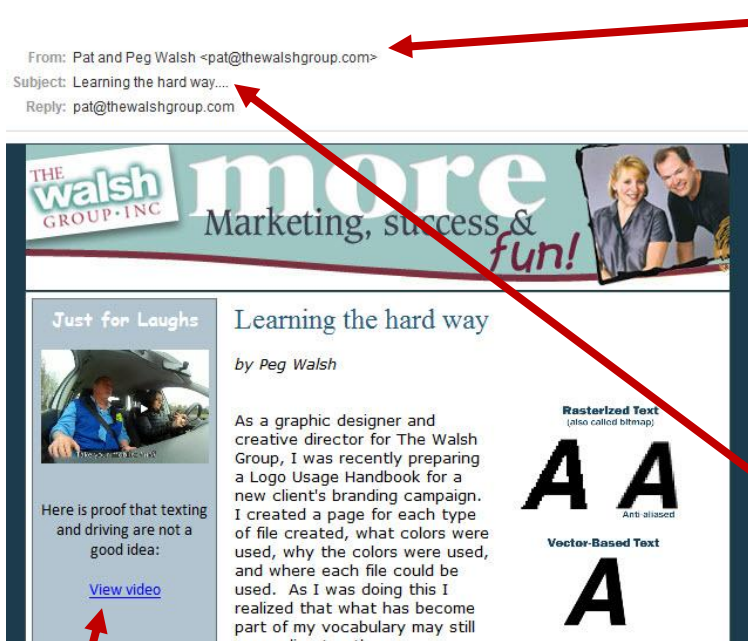 From: Pat and Peg Walsh <pat@thewalshgroup.com>
Subject: Learning the hard way....
Reply: pat@thewalshgroup.com
THE
walsh
GROUP·INC
more
Marketing, success &
fun!
Just for Laughs
Here is proof that texting
and driving are not a
good idea:
View video
Learning the hard way
by Peg Walsh
As a graphic designer and
creative director for The Walsh
Group, I was recently preparing
a Logo Usage Handbook for a
new client's branding campaign.
I created a page for each type
of file created, what colors were
used, why the colors were used,
and where each file could be
used. As I was doing this I
realized that what has become
part of my vocabulary may still
Rasterized Text
(also called bitmap)
A A
Anti-aliased
Vector-Based Text
A